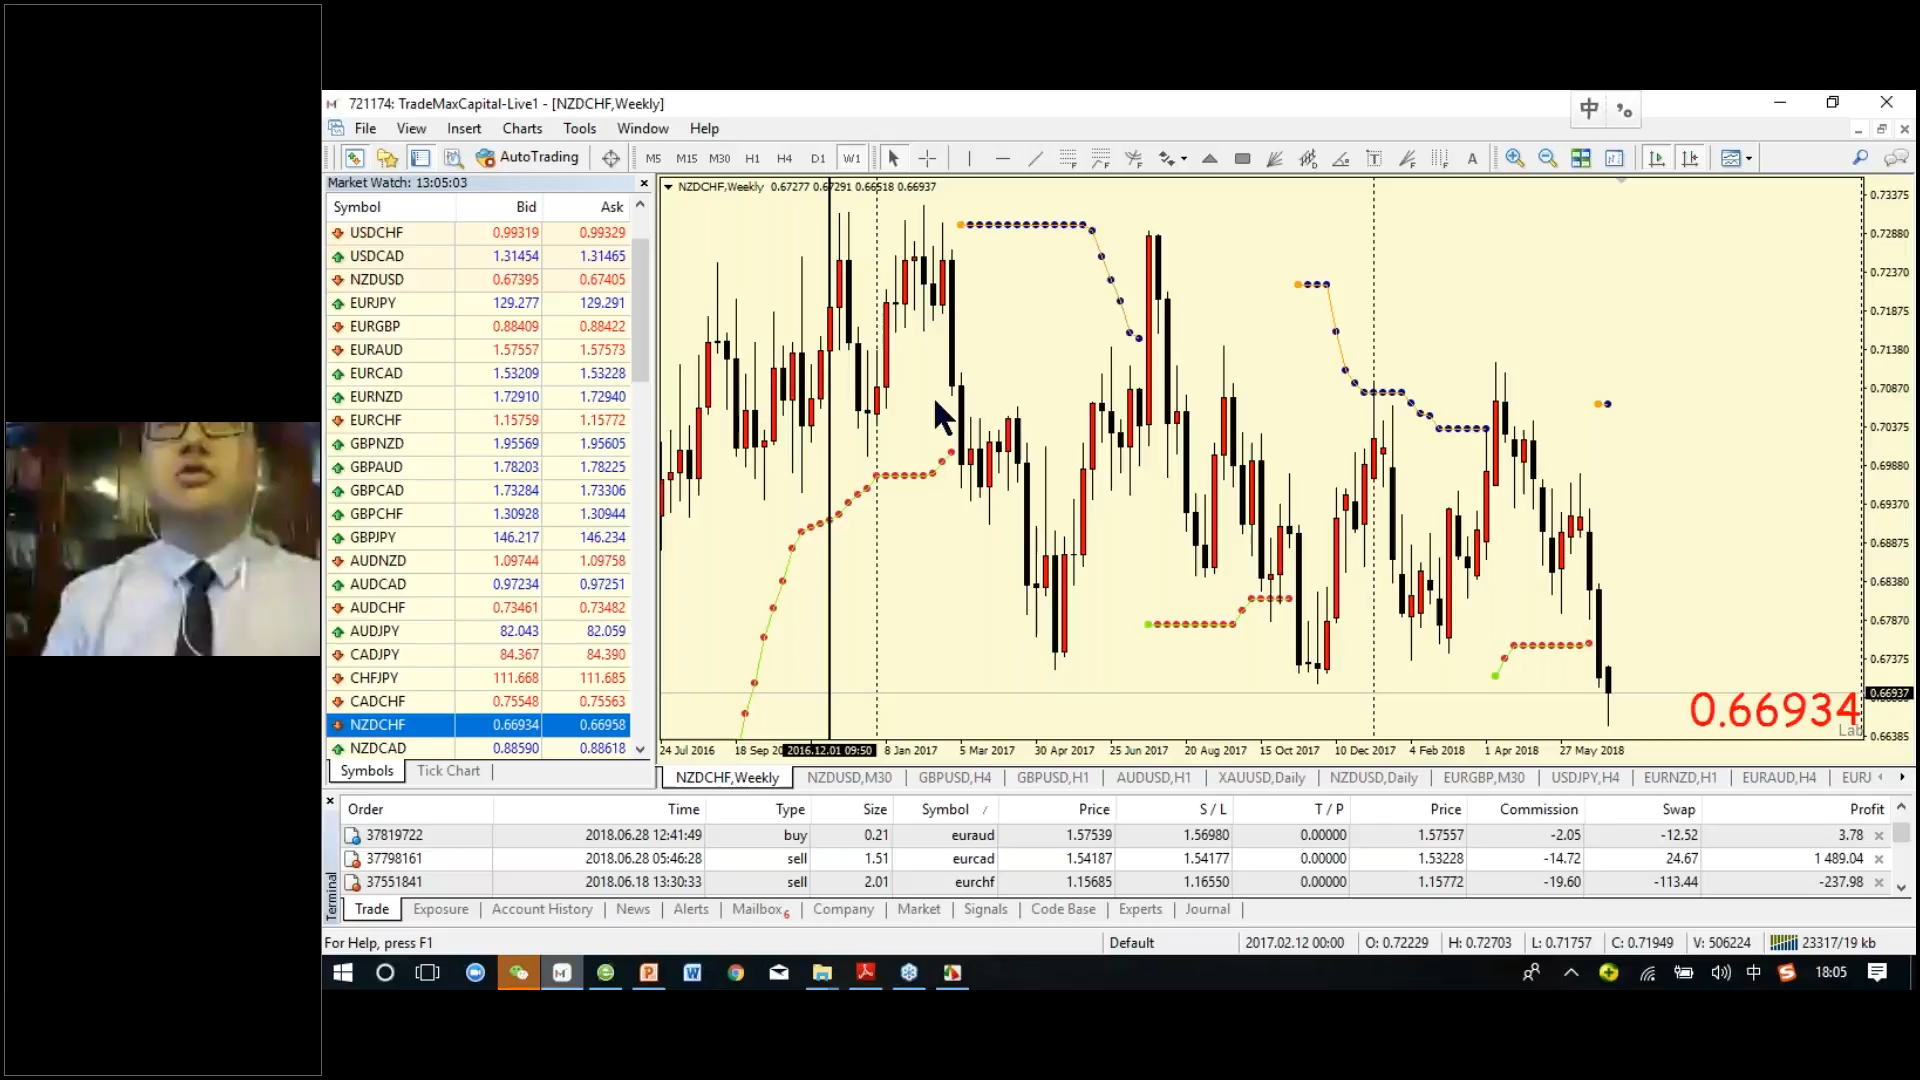 721174: TradeMaxCapital-Live1 - [NZDCHF,Weekly]
中
File View Insert Charts Tools Window Help
AutoTrading M5 M15 M30 H1 H4 D1 W1 A T
Market Watch: 13:05:03
Symbol Bid Ask
USDCHF 0.99319 0.99329
USDCAD 1.31454 1.31465
NZDUSD 0.67395 0.67405
EURJPY 129.277 129.291
EURGBP 0.88409 0.88422
EURAUD 1.57557 1.57573
EURCAD 1.53209 1.53228
EURNZD 1.72910 1.72940
EURCHF 1.15759 1.15772
GBPNZD 1.95569 1.95605
GBPAUD 1.78203 1.78225
GBPCAD 1.73284 1.73306
GBPCHF 1.30928 1.30944
GBPJPY 146.217 146.234
AUDNZD 1.09744 1.09758
AUDCAD 0.97234 0.97251
AUDCHF 0.73461 0.73482
AUDJPY 82.043 82.059
CADJPY 84.367 84.390
CHFJPY 111.668 111.685
CADCHF 0.75548 0.75563
NZDCHF 0.66934 0.66958
NZDCAD 0.88590 0.88618
Symbols Tick Chart
NZDCHF,Weekly 0.67277 0.67291 0.66518 0.66937
0.73375
0.72880
0.72370
0.71875
0.71380
0.70870
0.70375
0.69880
0.69370
0.68875
0.68380
0.67870
0.67375
0.66937
0.66385
0.66934
Lab
24 Jul 2016 18 Sep 20 2016.12.01 09:50 8 Jan 2017 5 Mar 2017 30 Apr 2017 25 Jun 2017 20 Aug 2017 15 Oct 2017 10 Dec 2017 4 Feb 2018 1 Apr 2018 27 May 2018
NZDCHF,Weekly NZDUSD,M30 GBPUSD,H4 GBPUSD,H1 AUDUSD,H1 XAUUSD,Daily NZDUSD,Daily EURGBP,M30 USDJPY,H4 EURNZD,H1 EURAUD,H4 EURJ
Order Time Type Size Symbol / Price S / L T / P Price Commission Swap Profit
37819722 2018.06.28 12:41:49 buy 0.21 euraud 1.57539 1.56980 0.00000 1.57557 -2.05 -12.52 3.78
37798161 2018.06.28 05:46:28 sell 1.51 eurcad 1.54187 1.54177 0.00000 1.53228 -14.72 24.67 1 489.04
37551841 2018.06.18 13:30:33 sell 2.01 eurchf 1.15685 1.16550 0.00000 1.15772 -19.60 -113.44 -237.98
Terminal
Trade Exposure Account History News Alerts Mailbox6 Company Market Signals Code Base Experts Journal
For Help, press F1 Default 2017.02.12 00:00 O: 0.72229 H: 0.72703 L: 0.71757 C: 0.71949 V: 506224 23317/19 kb
中 18:05